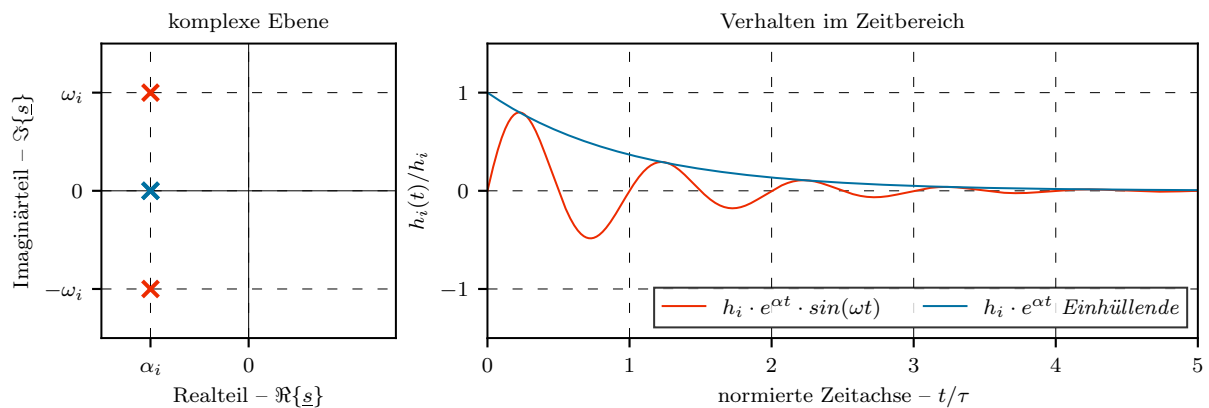 komplexe Ebene
Imaginärteil – ℑ{s̲}
ωᵢ
0
−ωᵢ
αᵢ
0
Realteil – ℜ{s̲}
Verhalten im Zeitbereich
hᵢ(t)/hᵢ
1
0
−1
hᵢ · e^{αt} · sin(ωt)
hᵢ · e^{αt} Einhüllende
0
1
2
3
4
5
normierte Zeitachse – t/τ